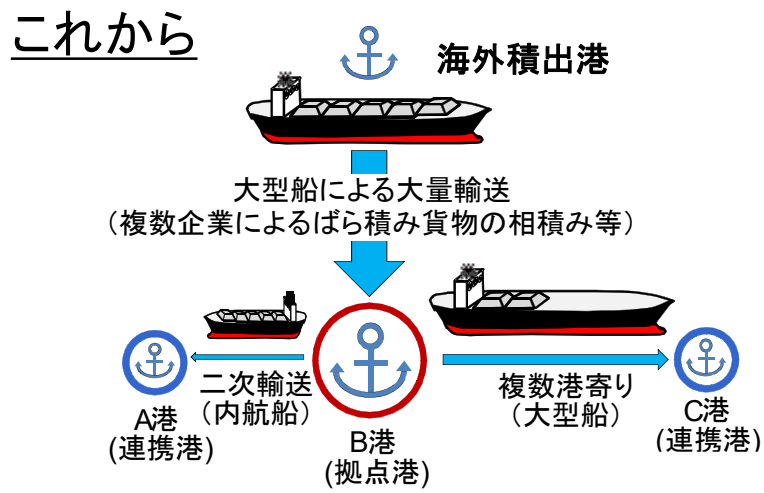 これから
海外積出港
大型船による大量輸送
（複数企業によるばら積み貨物の相積み等）
二次輸送
（内航船）
複数港寄り
（大型船）
A港
(連携港)
B港
(拠点港)
C港
(連携港)